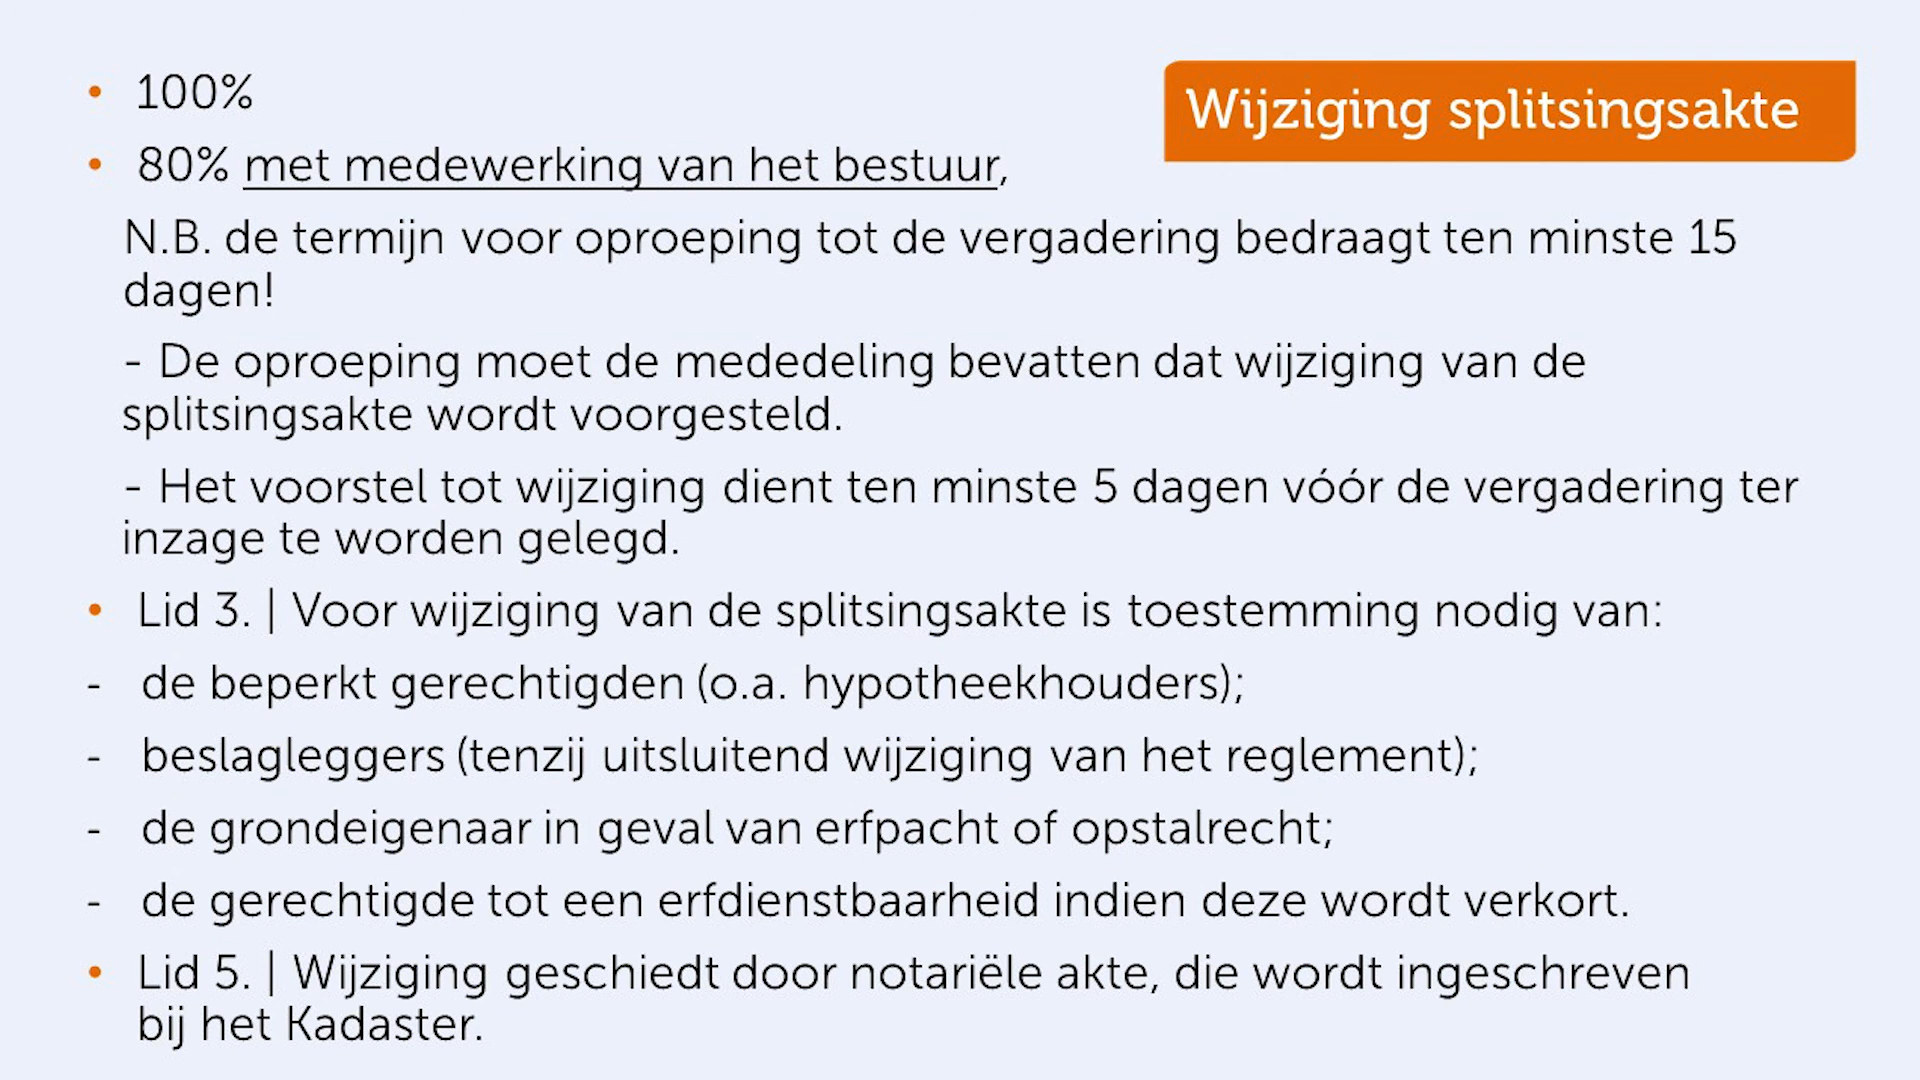 Wijziging splitsingsakte
• 100%
• 80% met medewerking van het bestuur,
N.B. de termijn voor oproeping tot de vergadering bedraagt ten minste 15
dagen!
- De oproeping moet de mededeling bevatten dat wijziging van de
splitsingsakte wordt voorgesteld.
- Het voorstel tot wijziging dient ten minste 5 dagen vóór de vergadering ter
inzage te worden gelegd.
• Lid 3. | Voor wijziging van de splitsingsakte is toestemming nodig van:
- de beperkt gerechtigden (o.a. hypotheekhouders);
- beslagleggers (tenzij uitsluitend wijziging van het reglement);
- de grondeigenaar in geval van erfpacht of opstalrecht;
- de gerechtigde tot een erfdienstbaarheid indien deze wordt verkort.
• Lid 5. | Wijziging geschiedt door notariële akte, die wordt ingeschreven
bij het Kadaster.